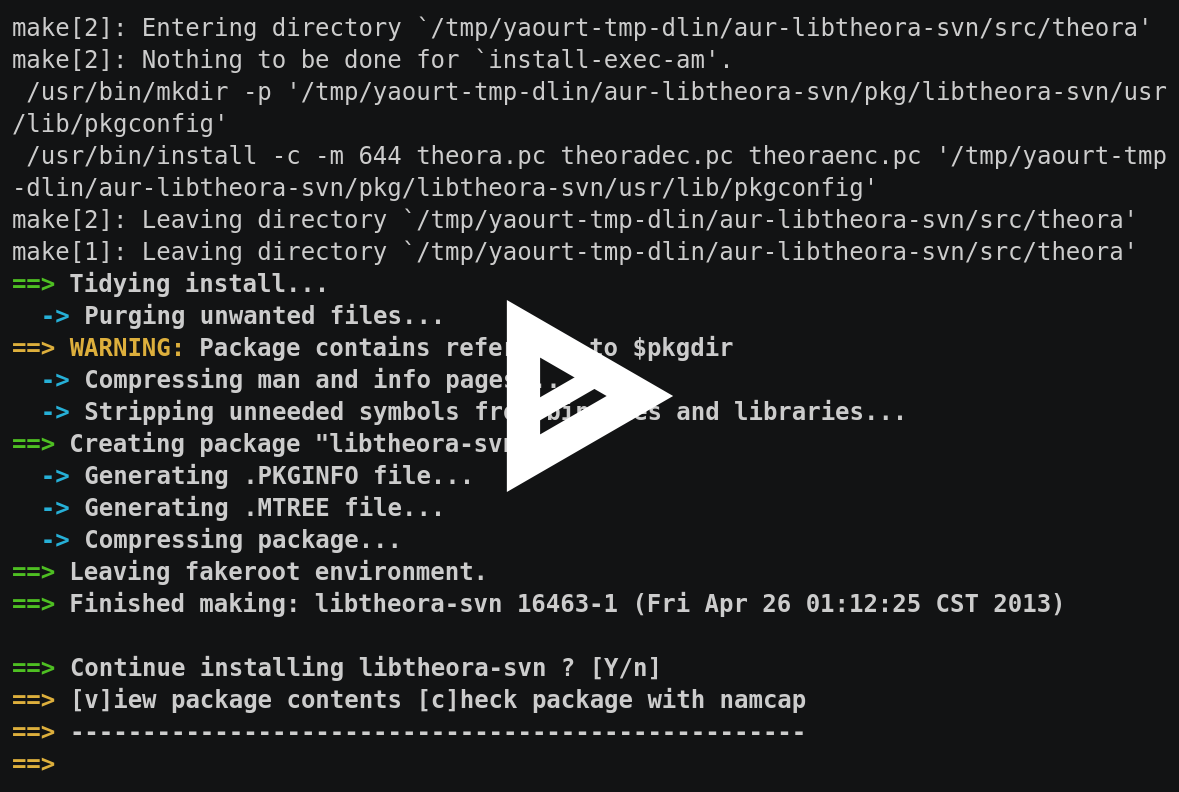 make[2]: Entering directory `/tmp/yaourt-tmp-dlin/aur-libtheora-svn/src/theora'
make[2]: Nothing to be done for `install-exec-am'.
 /usr/bin/mkdir -p '/tmp/yaourt-tmp-dlin/aur-libtheora-svn/pkg/libtheora-svn/usr
/lib/pkgconfig'
 /usr/bin/install -c -m 644 theora.pc theoradec.pc theoraenc.pc '/tmp/yaourt-tmp
-dlin/aur-libtheora-svn/pkg/libtheora-svn/usr/lib/pkgconfig'
make[2]: Leaving directory `/tmp/yaourt-tmp-dlin/aur-libtheora-svn/src/theora'
make[1]: Leaving directory `/tmp/yaourt-tmp-dlin/aur-libtheora-svn/src/theora'
==> Tidying install...
  -> Purging unwanted files...
==> WARNING: Package contains to $pkgdir
  -> Compressing man and info pages...
  -> Stripping unneeded symbols and libraries...
==> Creating package "libtheora-svn
  -> Generating .PKGINFO file...
  -> Generating .MTREE file...
  -> Compressing package...
==> Leaving fakeroot environment.
==> Finished making: libtheora-svn 16463-1 (Fri Apr 26 01:12:25 CST 2013)

==> Continue installing libtheora-svn ? [Y/n]
==> [v]iew package contents [c]heck package with namcap
==> ---------------------------------------------------
==>